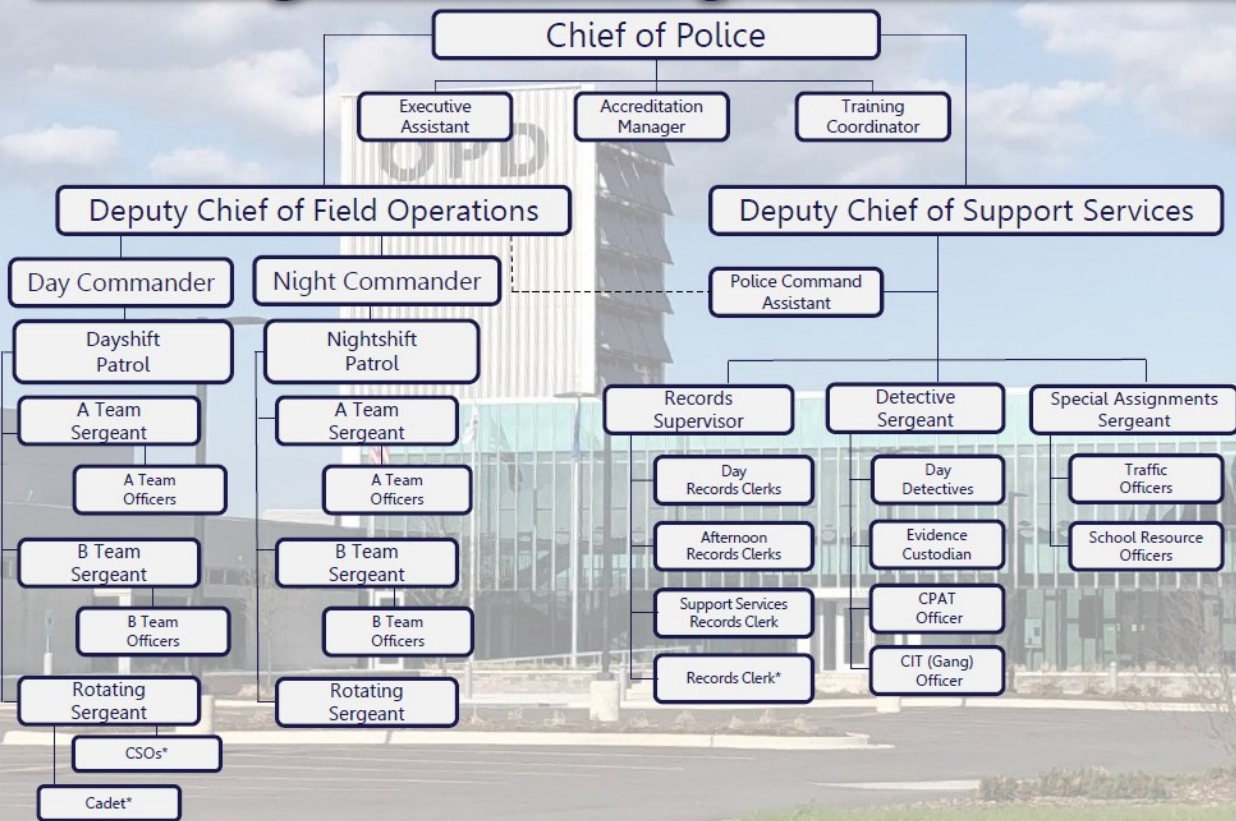 Chief of Police
Executive
Assistant
Accreditation
Manager
Training
Coordinator
OPD
Deputy Chief of Field Operations
Deputy Chief of Support Services
Day Commander
Night Commander
Police Command
Assistant
Dayshift
Patrol
Nightshift
Patrol
A Team
Sergeant
A Team
Officers
B Team
Sergeant
B Team
Officers
Rotating
Sergeant
CSOs*
Cadet*
A Team
Sergeant
A Team
Officers
B Team
Sergeant
B Team
Officers
Rotating
Sergeant
Records
Supervisor
Day
Records Clerks
Afternoon
Records Clerks
Support Services
Records Clerk
Records Clerk*
Detective
Sergeant
Day
Detectives
Evidence
Custodian
CPAT
Officer
CIT (Gang)
Officer
Special Assignments
Sergeant
Traffic
Officers
School Resource
Officers